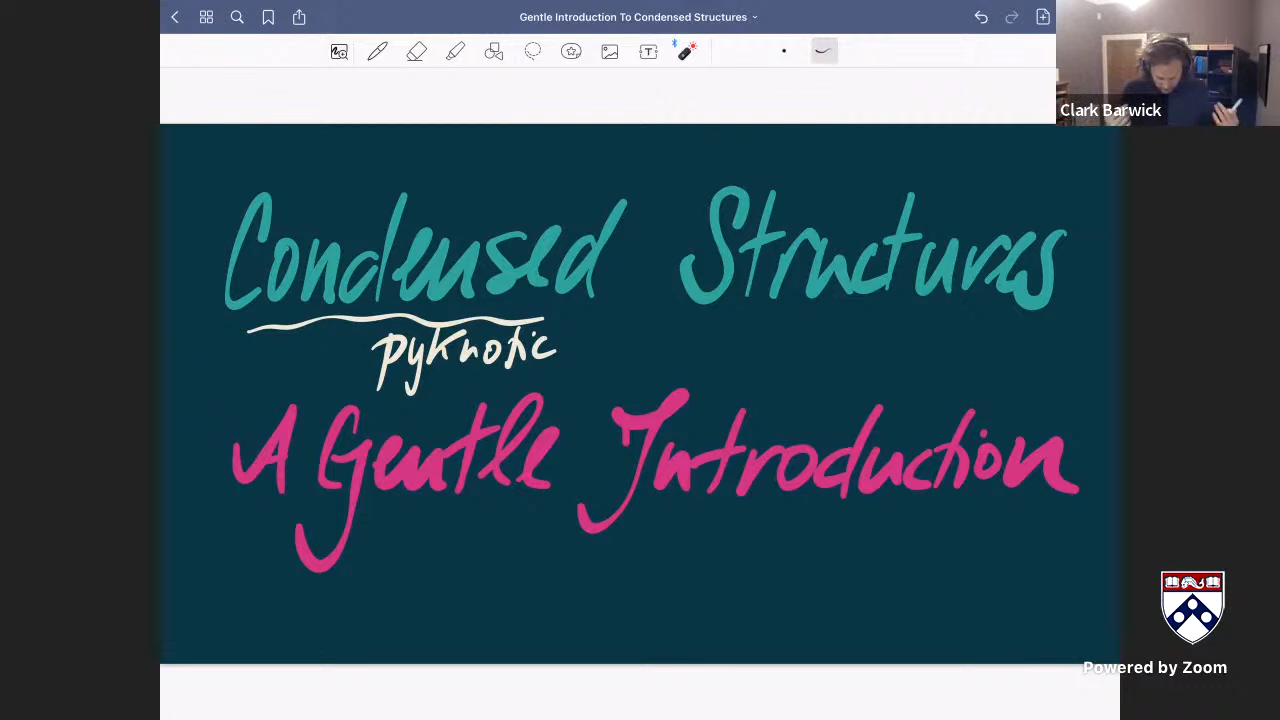 Gentle Introduction To Condensed Structures
T
Clark Barwick
Condensed Structures
pyknotic
A Gentle Introduction
Powered by Zoom